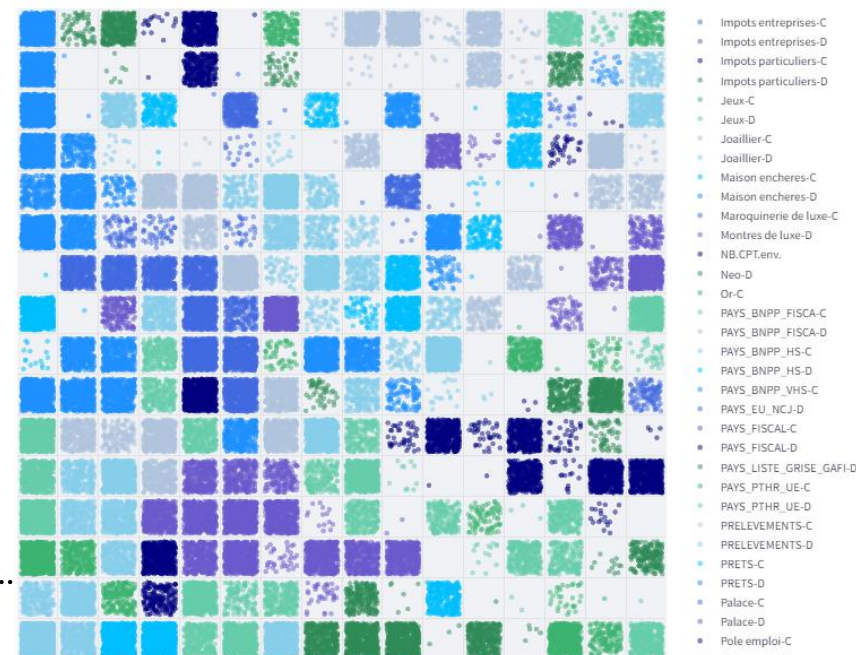 Impots entreprises-C
Impots entreprises-D
Impots particuliers-C
Impots particuliers-D
Jeux-C
Jeux-D
Joaillier-C
Joaillier-D
Maison encheres-C
Maison encheres-D
Maroquinerie de luxe-C
Montres de luxe-D
NB.CPT.env.
Neo-D
Or-C
PAYS_BNPP_FISCA-C
PAYS_BNPP_FISCA-D
PAYS_BNPP_HS-C
PAYS_BNPP_HS-D
PAYS_BNPP_VHS-C
PAYS_EU_NCJ-D
PAYS_FISCAL-C
PAYS_FISCAL-D
PAYS_LISTE_GRISE_GAFI-D
PAYS_PTHR_UE-C
PAYS_PTHR_UE-D
PRELEVEMENTS-C
PRELEVEMENTS-D
PRETS-C
PRETS-D
Palace-C
Palace-D
Pole emploi-C
..